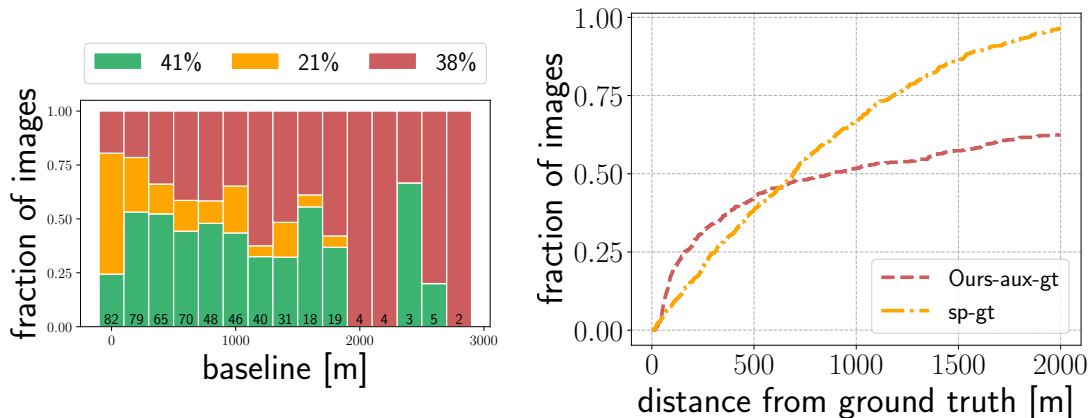 41% 21% 38%
fraction of images
1.00
0.75
0.50
0.25
0.00
82 79 65 70 48 46 40 31 18 19 4 4 3 5 2
0 1000 2000 3000
baseline [m]
fraction of images
1.00
0.75
0.50
0.25
0.00
Ours-aux-gt
sp-gt
0 500 1000 1500 2000
distance from ground truth [m]